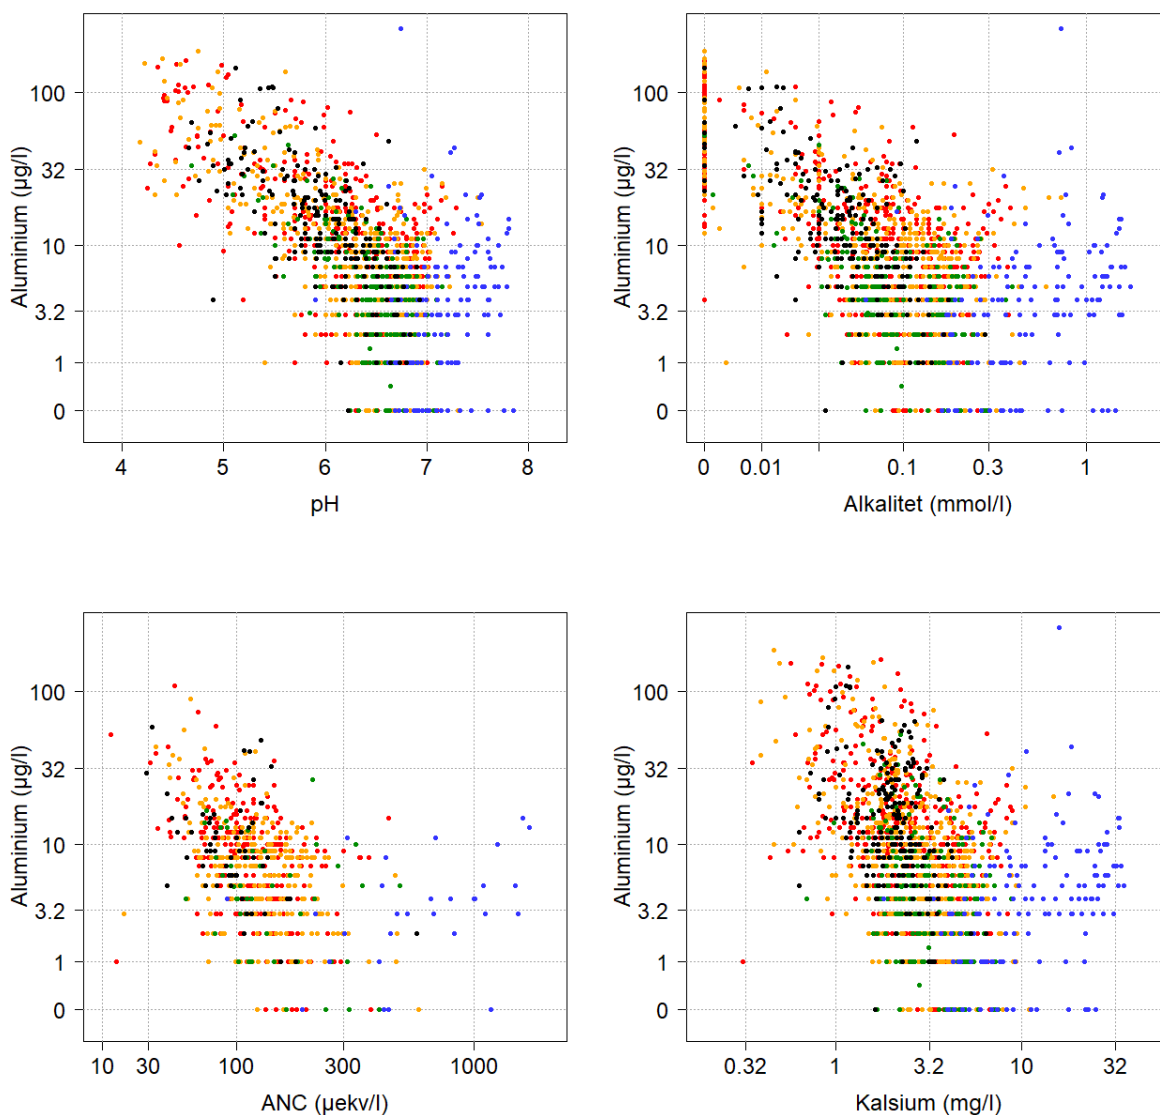 Aluminium (µg/l)
100
32
10
3.2
1
0
4 5 6 7 8
pH
Aluminium (µg/l)
100
32
10
3.2
1
0
0 0.01 0.1 0.3 1
Alkalitet (mmol/l)
Aluminium (µg/l)
100
32
10
3.2
1
0
10 30 100 300 1000
ANC (µekv/l)
Aluminium (µg/l)
100
32
10
3.2
1
0
0.32 1 3.2 10 32
Kalsium (mg/l)